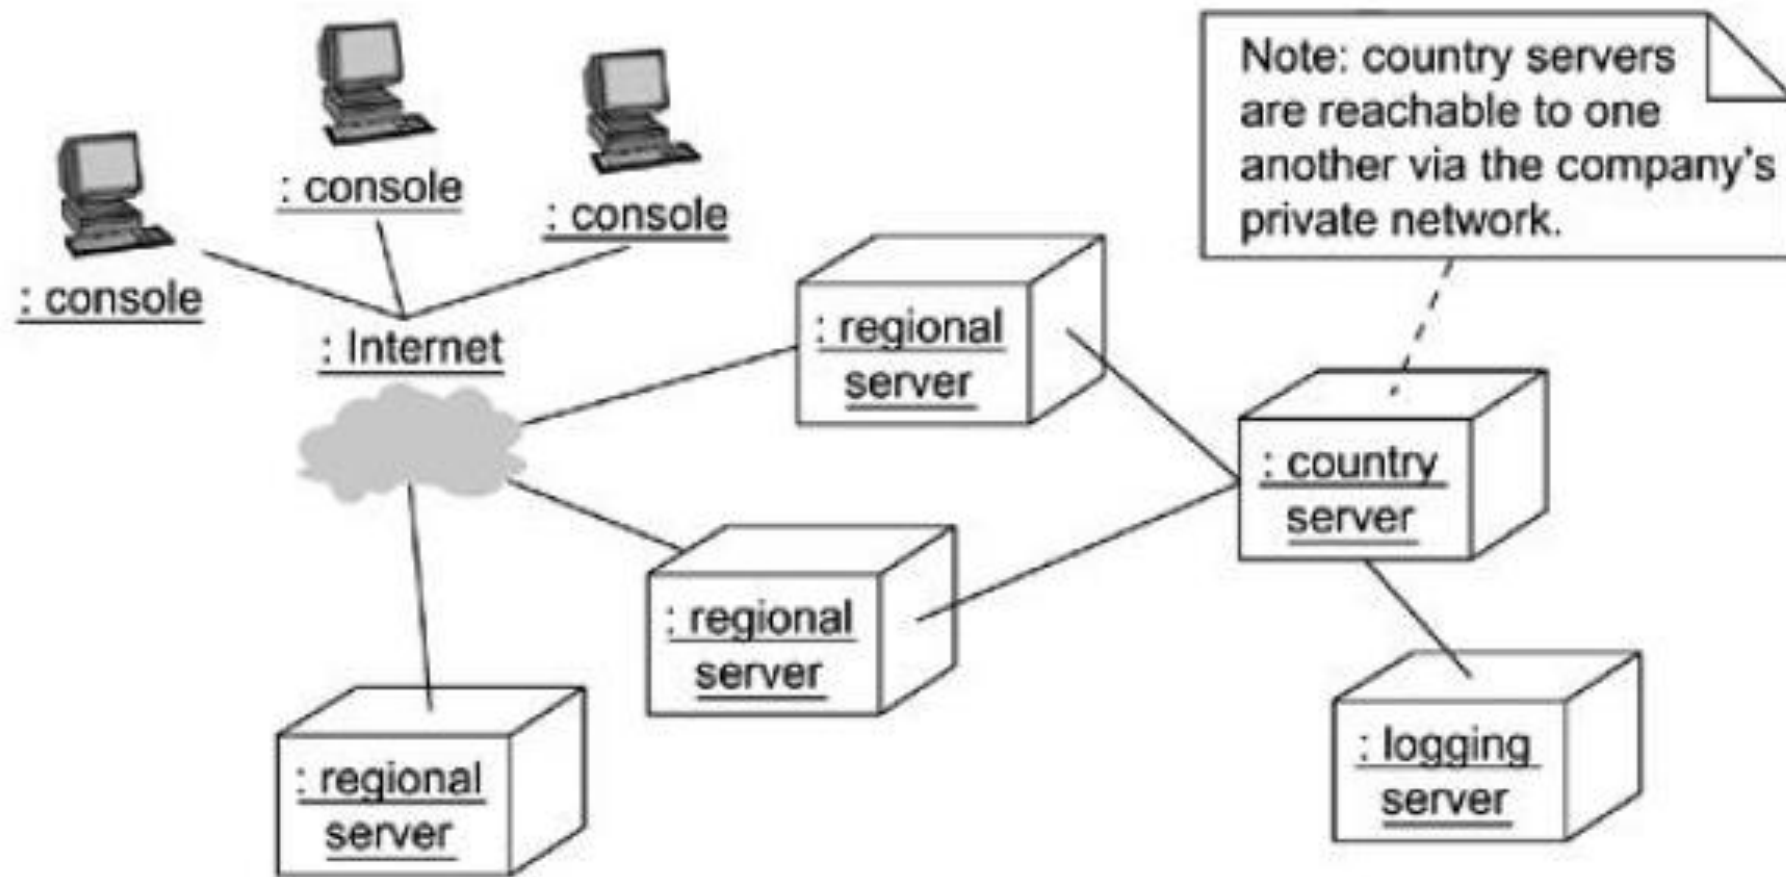 : console
: console
: console
: Internet
: regional
server
: regional
server
: regional
server
: country
server
: logging
server
Note: country servers
are reachable to one
another via the company's
private network.